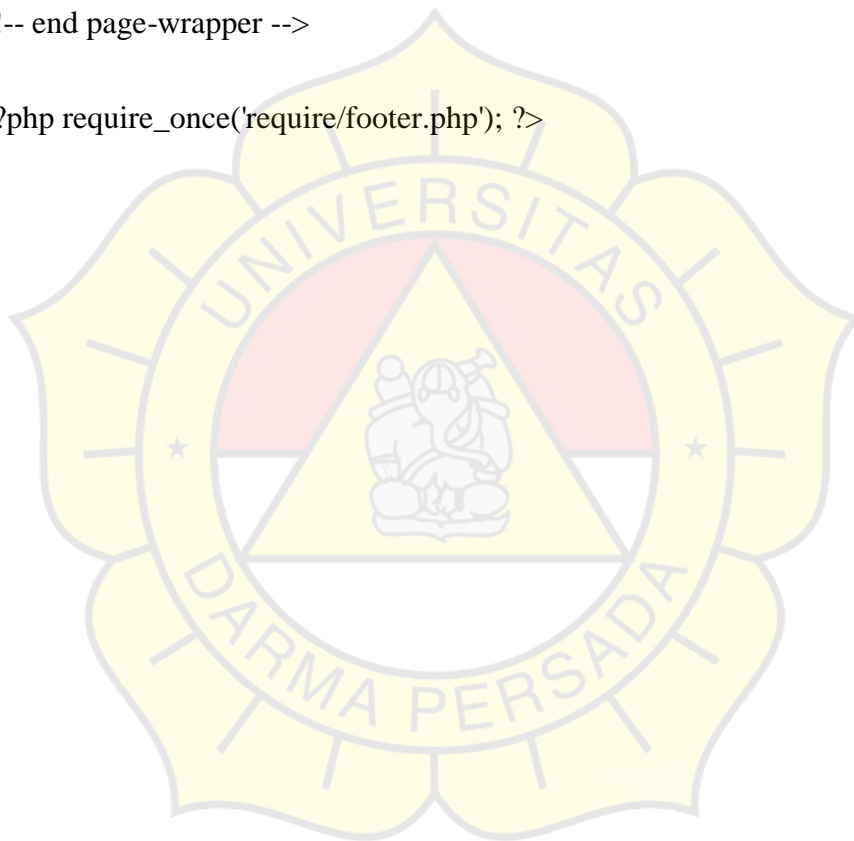 !-- end page-wrapper -->
?php require_once('require/footer.php'); ?>
UNIVERSITAS
DARMA PERSADA